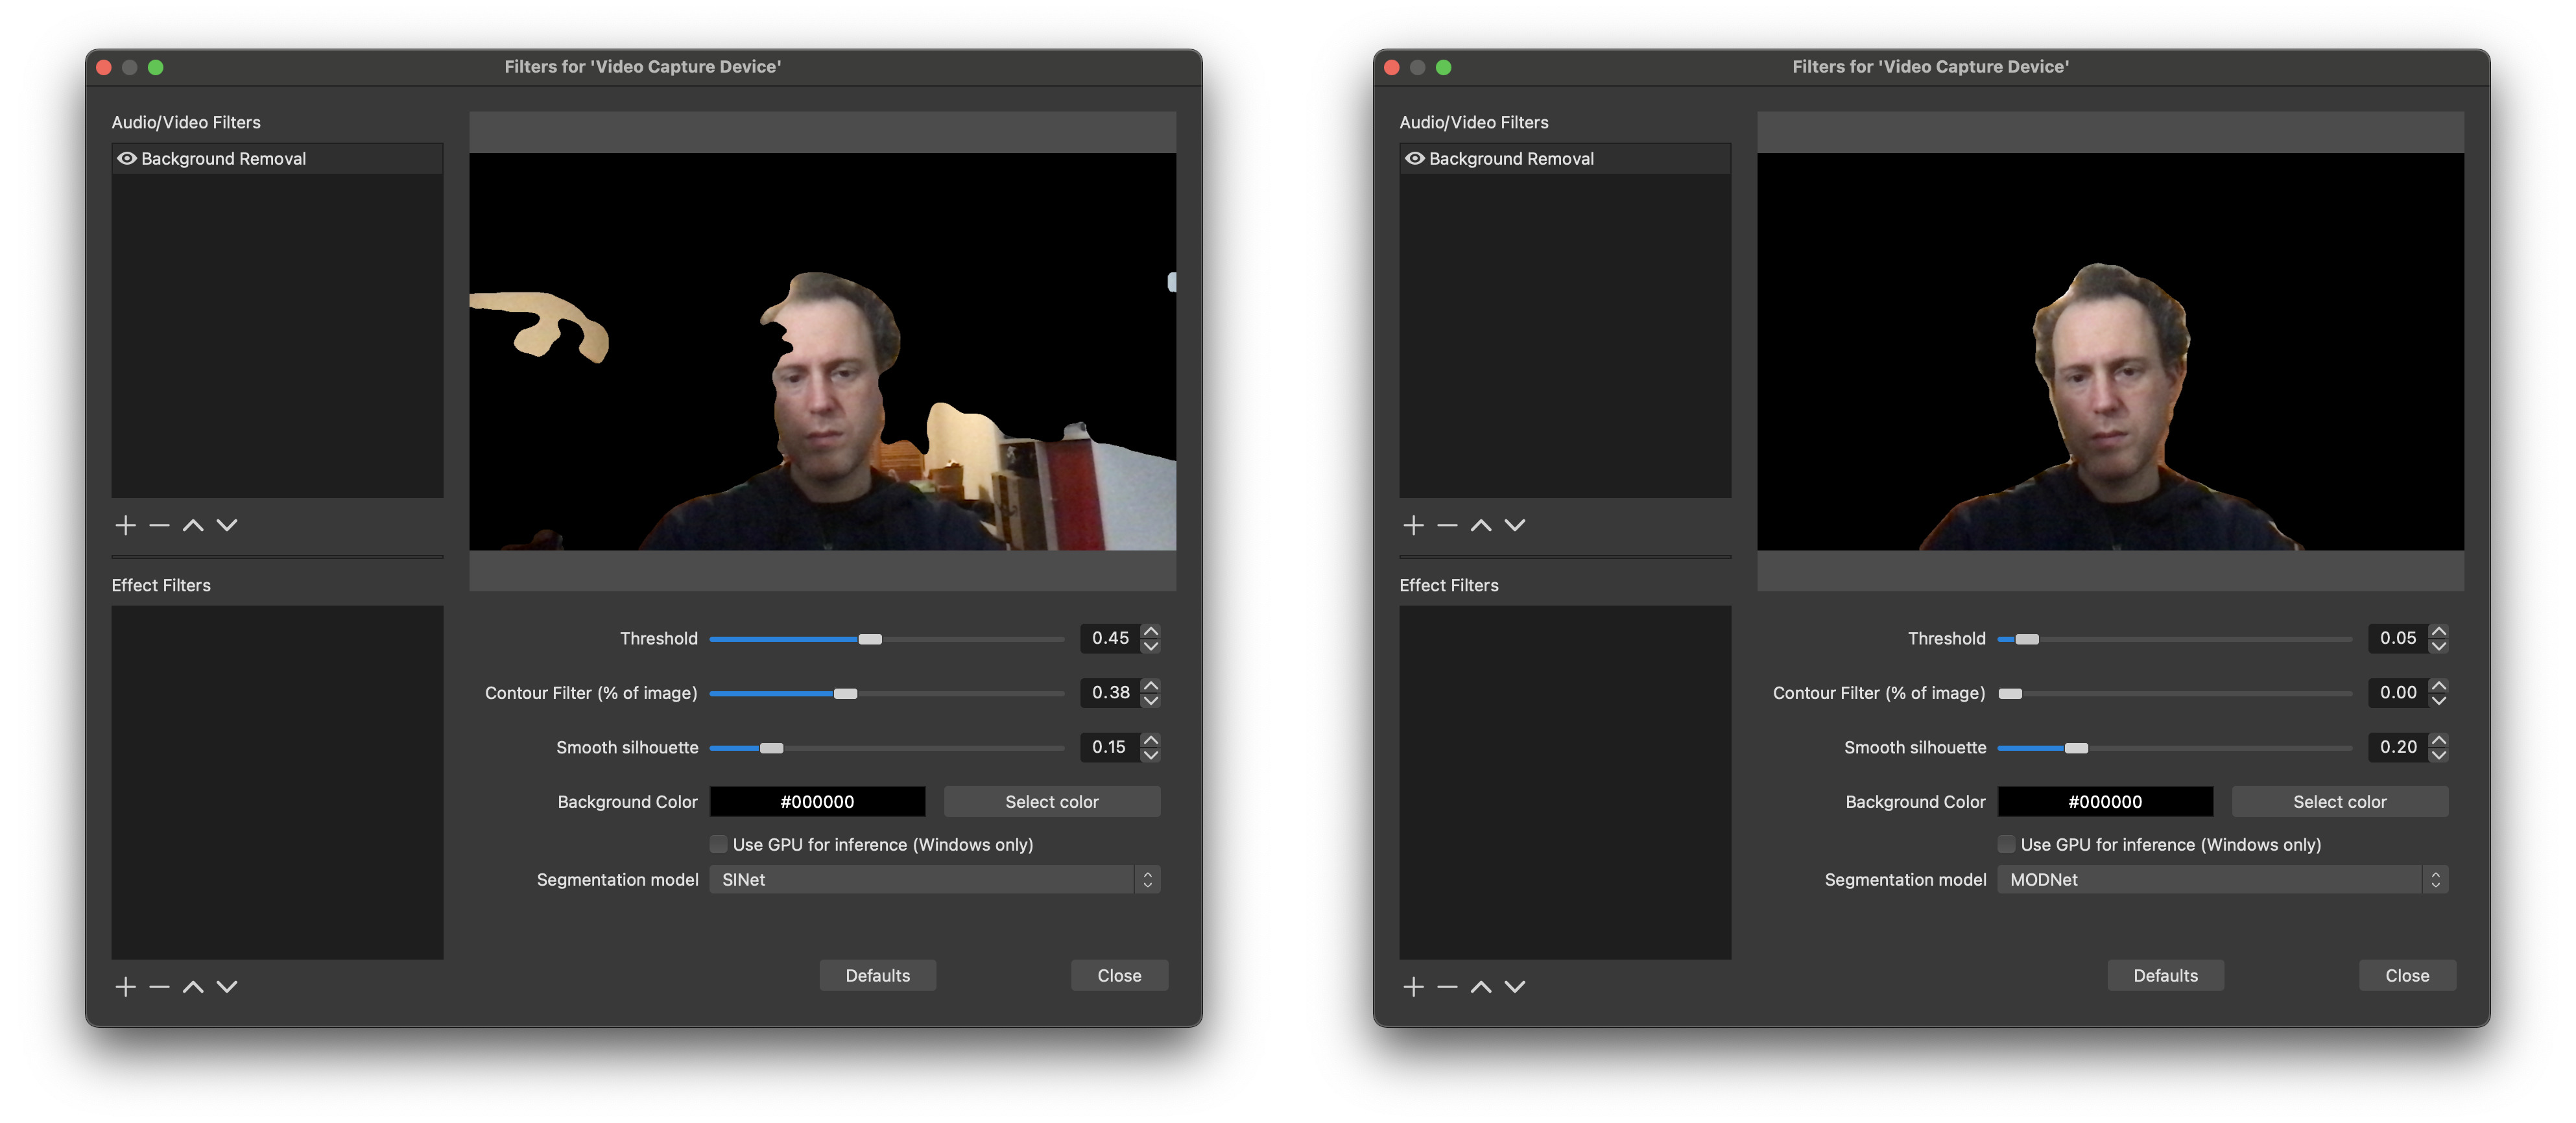 Filters for 'Video Capture Device'
Audio/Video Filters
Background Removal
Effect Filters
Threshold 0.45
Contour Filter (% of image) 0.38
Smooth silhouette 0.15
Background Color #000000 Select color
Use GPU for inference (Windows only)
Segmentation model SINet
Defaults Close
Filters for 'Video Capture Device'
Audio/Video Filters
Background Removal
Effect Filters
Threshold 0.05
Contour Filter (% of image) 0.00
Smooth silhouette 0.20
Background Color #000000 Select color
Use GPU for inference (Windows only)
Segmentation model MODNet
Defaults Close